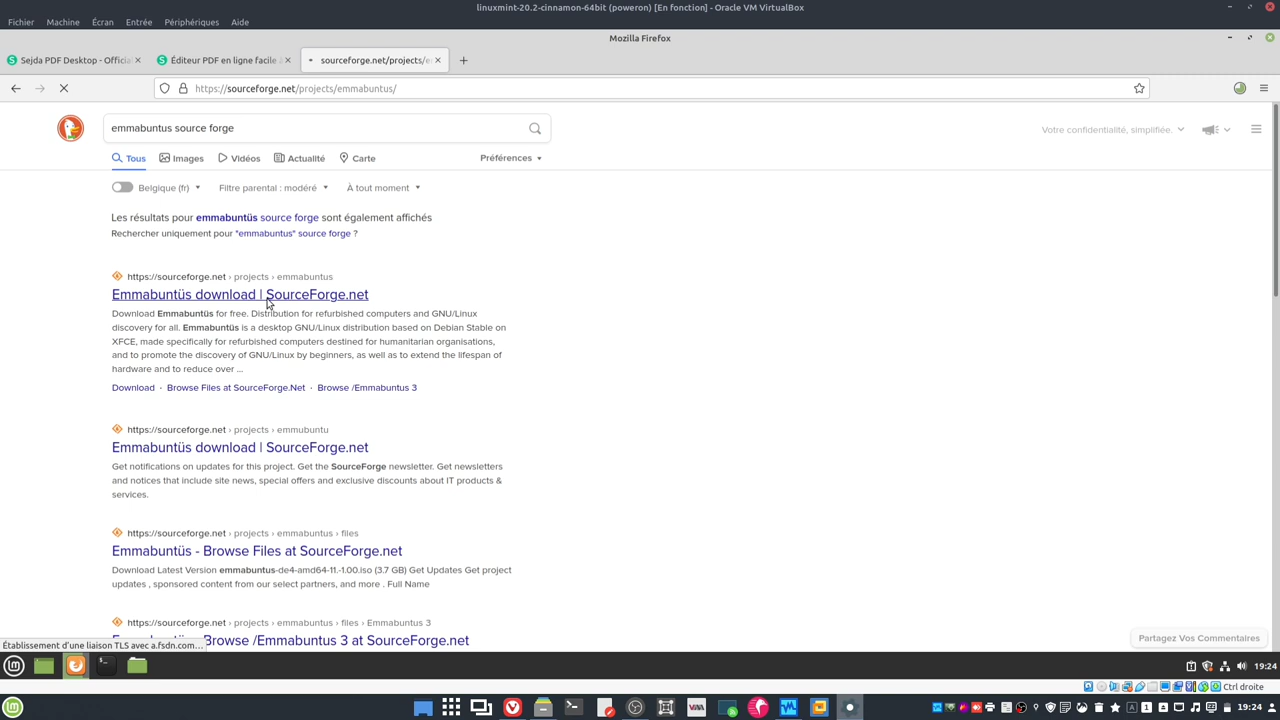 linuxmint-20.2-cinnamon-64bit (poweron) [En fonction] - Oracle VM VirtualBox
Fichier Machine Écran Entrée Périphériques Aide
Mozilla Firefox
Sejda PDF Desktop - Officia
Éditeur PDF en ligne facile à
sourceforge.net/projects/e
https://sourceforge.net/projects/emmabuntus/
emmabuntus source forge
Votre confidentialité, simplifiée.
Tous Images Vidéos Actualité Carte Préférences
Belgique (fr) Filtre parental : modéré À tout moment
Les résultats pour emmabuntüs source forge sont également affichés
Rechercher uniquement pour "emmabuntus" source forge ?
https://sourceforge.net › projects › emmabuntus
Emmabuntüs download | SourceForge.net
Download Emmabuntüs for free. Distribution for refurbished computers and GNU/Linux
discovery for all. Emmabuntüs is a desktop GNU/Linux distribution based on Debian Stable on
XFCE, made specifically for refurbished computers destined for humanitarian organisations,
and to promote the discovery of GNU/Linux by beginners, as well as to extend the lifespan of
hardware and to reduce over ...
Download · Browse Files at SourceForge.Net · Browse /Emmabuntus 3
https://sourceforge.net › projects › emmubuntu
Emmabuntüs download | SourceForge.net
Get notifications on updates for this project. Get the SourceForge newsletter. Get newsletters
and notices that include site news, special offers and exclusive discounts about IT products &
services.
https://sourceforge.net › projects › emmabuntus › files
Emmabuntüs - Browse Files at SourceForge.net
Download Latest Version emmabuntus-de4-amd64-11.-1.00.iso (3.7 GB) Get Updates Get project
updates , sponsored content from our select partners, and more . Full Name
https://sourceforge.net › projects › emmabuntus › files › Emmabuntus 3
Browse /Emmabuntus 3 at SourceForge.net
Partagez Vos Commentaires
Établissement d'une liaison TLS avec a.fsdn.com…
19:24
Ctrl droite
19:24